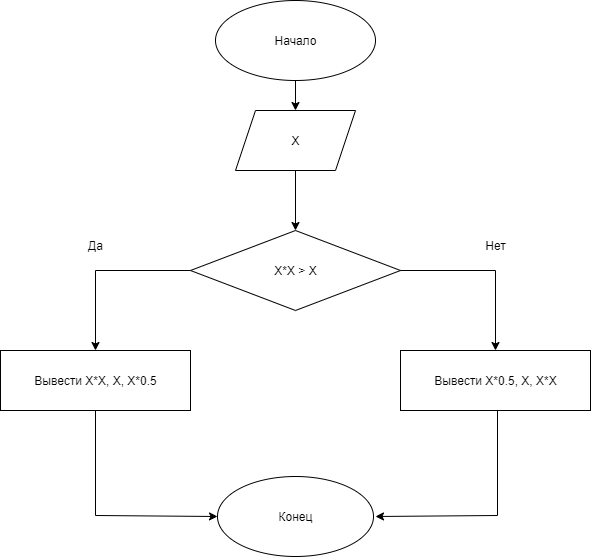 Начало
X
Да
Нет
X*X > X
Вывести X*X, X, X*0.5
Вывести X*0.5, X, X*X
Конец